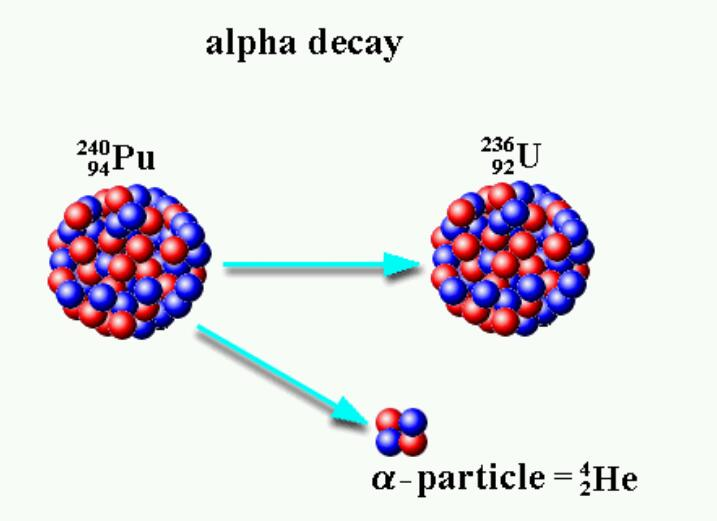 alpha decay
²⁴⁰₉₄Pu
²³⁶₉₂U
α-particle = ⁴₂He